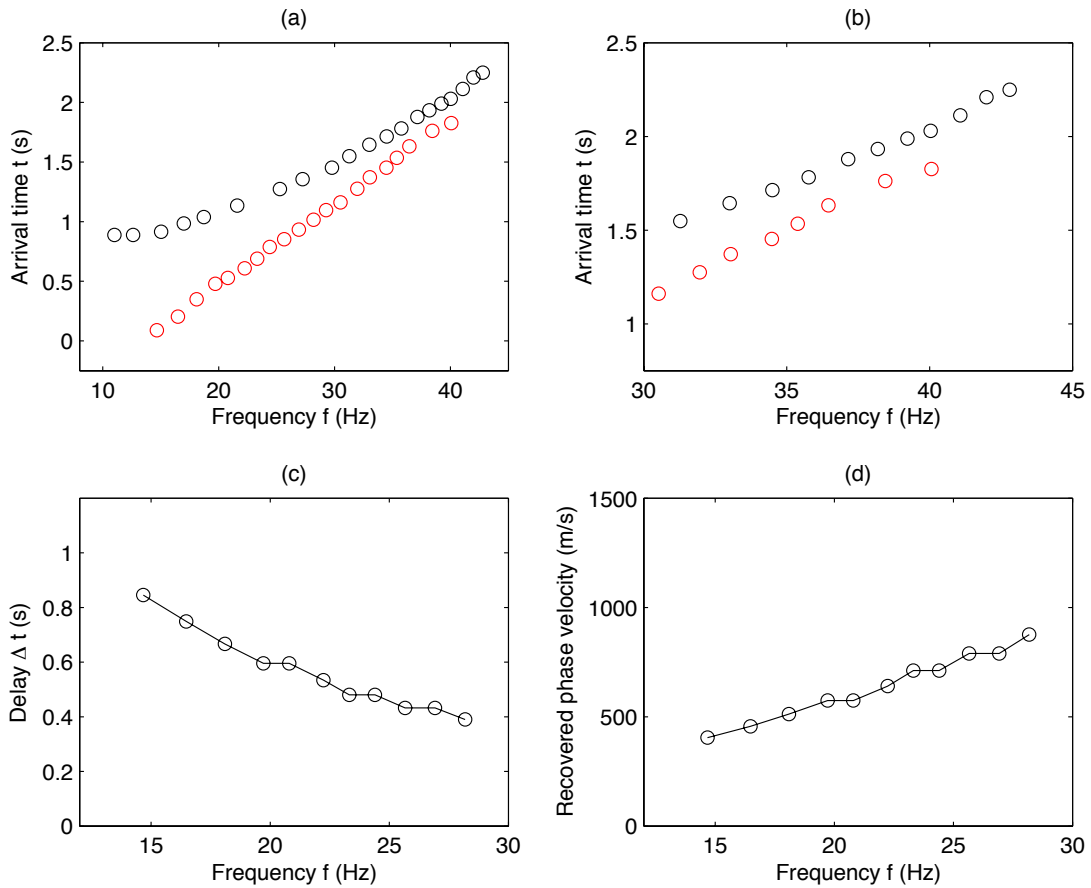 (a)
2.5
2
1.5
1
0.5
0
10 20 30 40
Arrival time t (s)
Frequency f (Hz)
(b)
2.5
2
1.5
1
30 35 40 45
Arrival time t (s)
Frequency f (Hz)
(c)
1
0.8
0.6
0.4
0.2
0
15 20 25 30
Delay Δ t (s)
Frequency f (Hz)
(d)
1500
1000
500
0
15 20 25 30
Recovered phase velocity (m/s)
Frequency f (Hz)